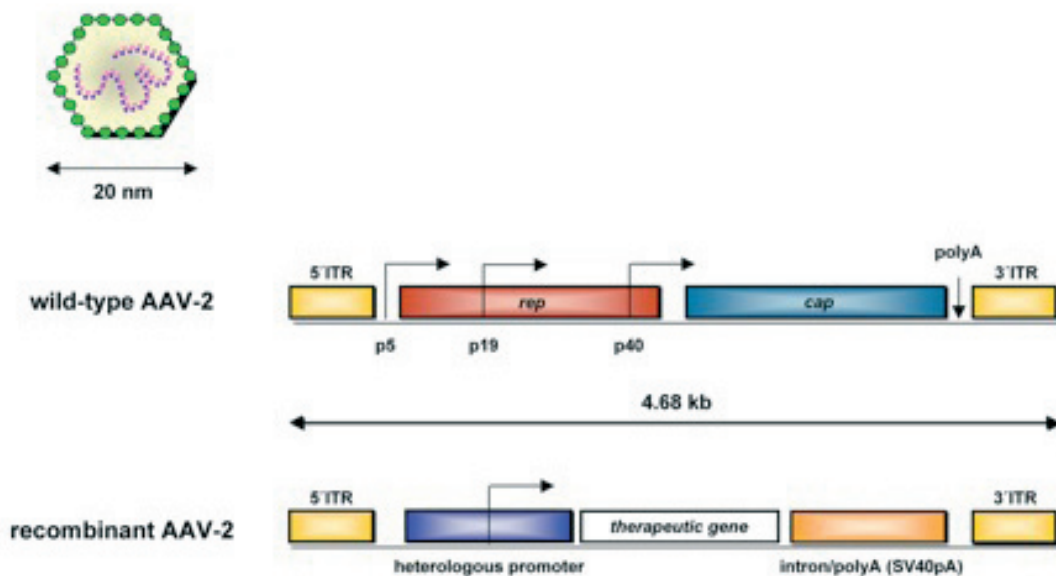 20 nm
wild-type AAV-2
5´ITR
rep
cap
polyA
3´ITR
p5
p19
p40
4.68 kb
recombinant AAV-2
5´ITR
therapeutic gene
3´ITR
heterologous promoter
intron/polyA (SV40pA)